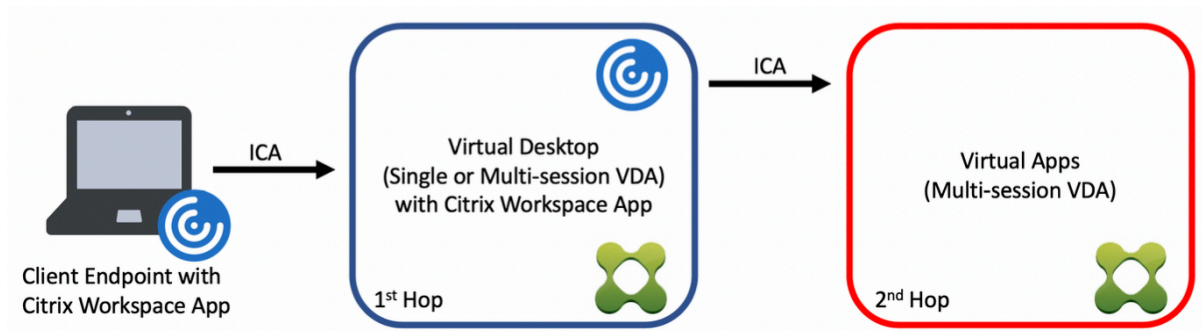 Client Endpoint with
Citrix Workspace App
ICA
Virtual Desktop
(Single or Multi-session VDA)
with Citrix Workspace App
1st Hop
ICA
Virtual Apps
(Multi-session VDA)
2nd Hop